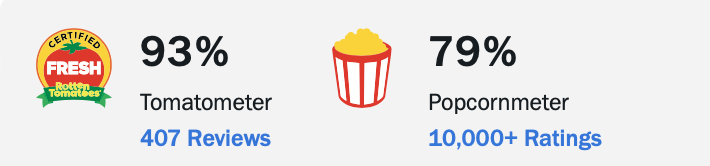 CERTIFIED
FRESH
Rotten
Tomatoes
93%
Tomatometer
407 Reviews
79%
Popcornmeter
10,000+ Ratings